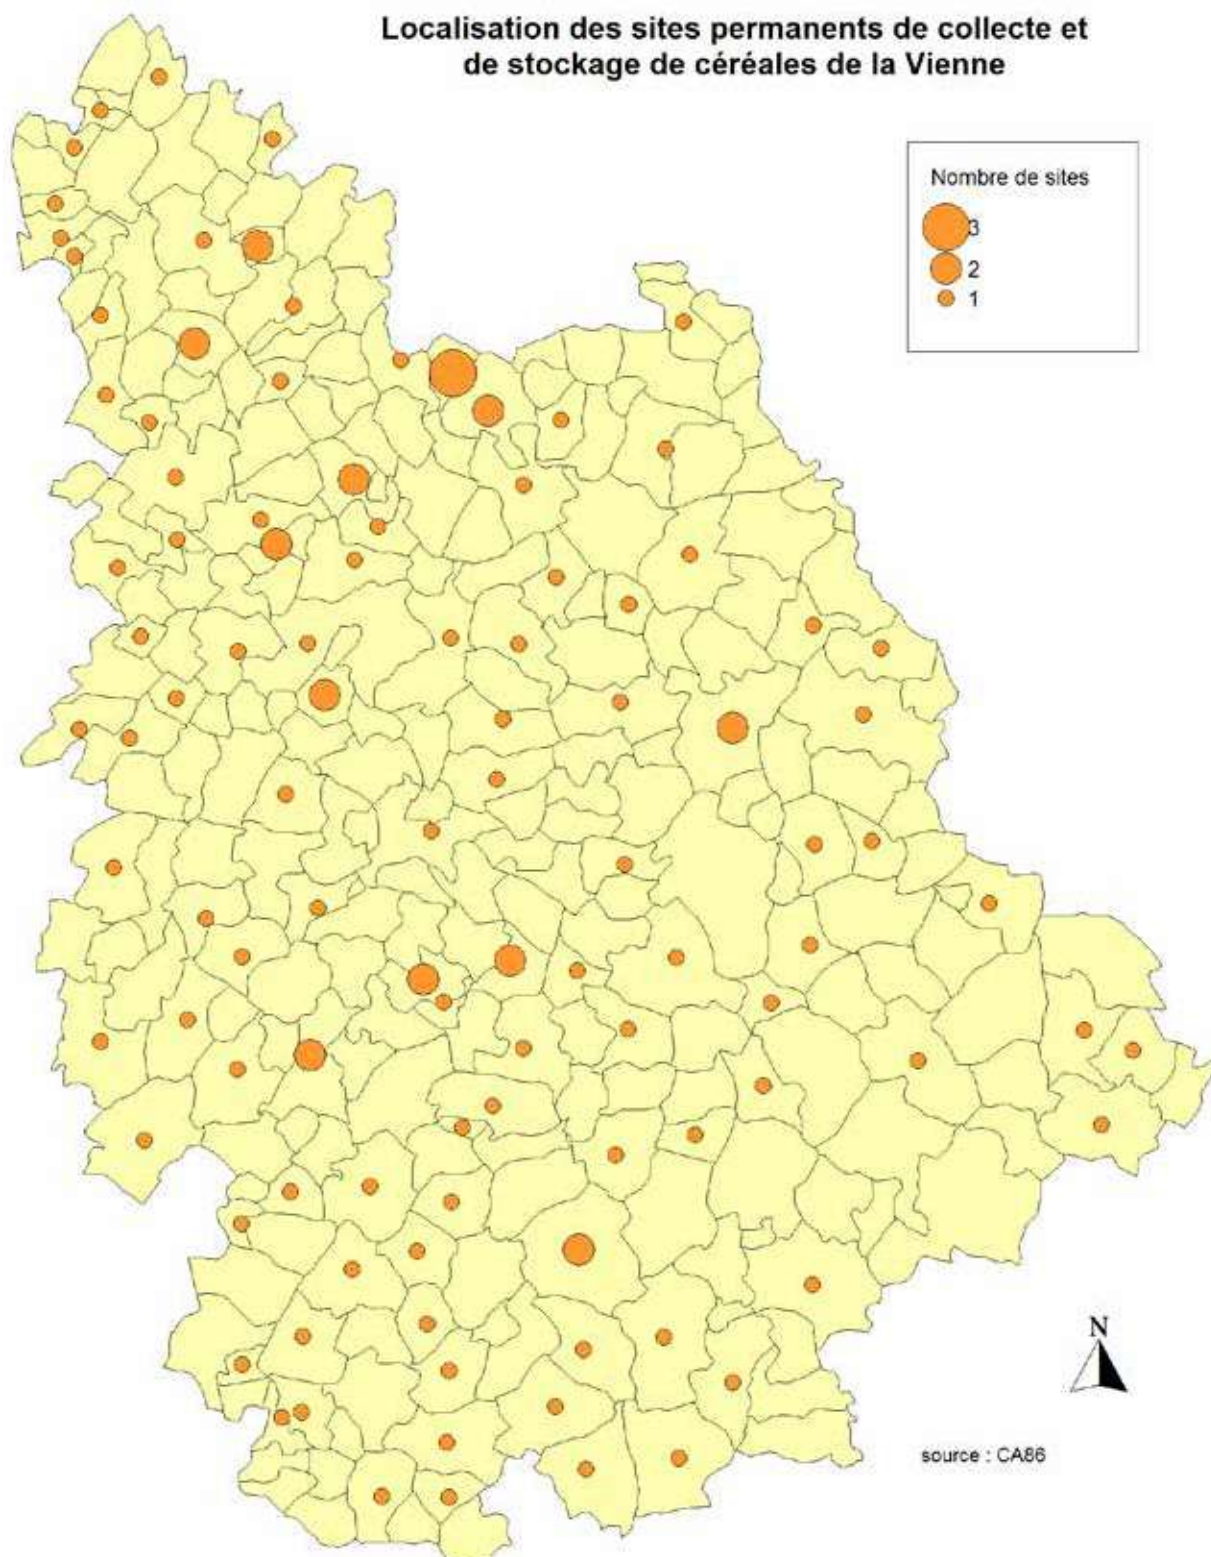 Localisation des sites permanents de collecte et
de stockage de céréales de la Vienne
Nombre de sites
3
2
1
N
source : CA86